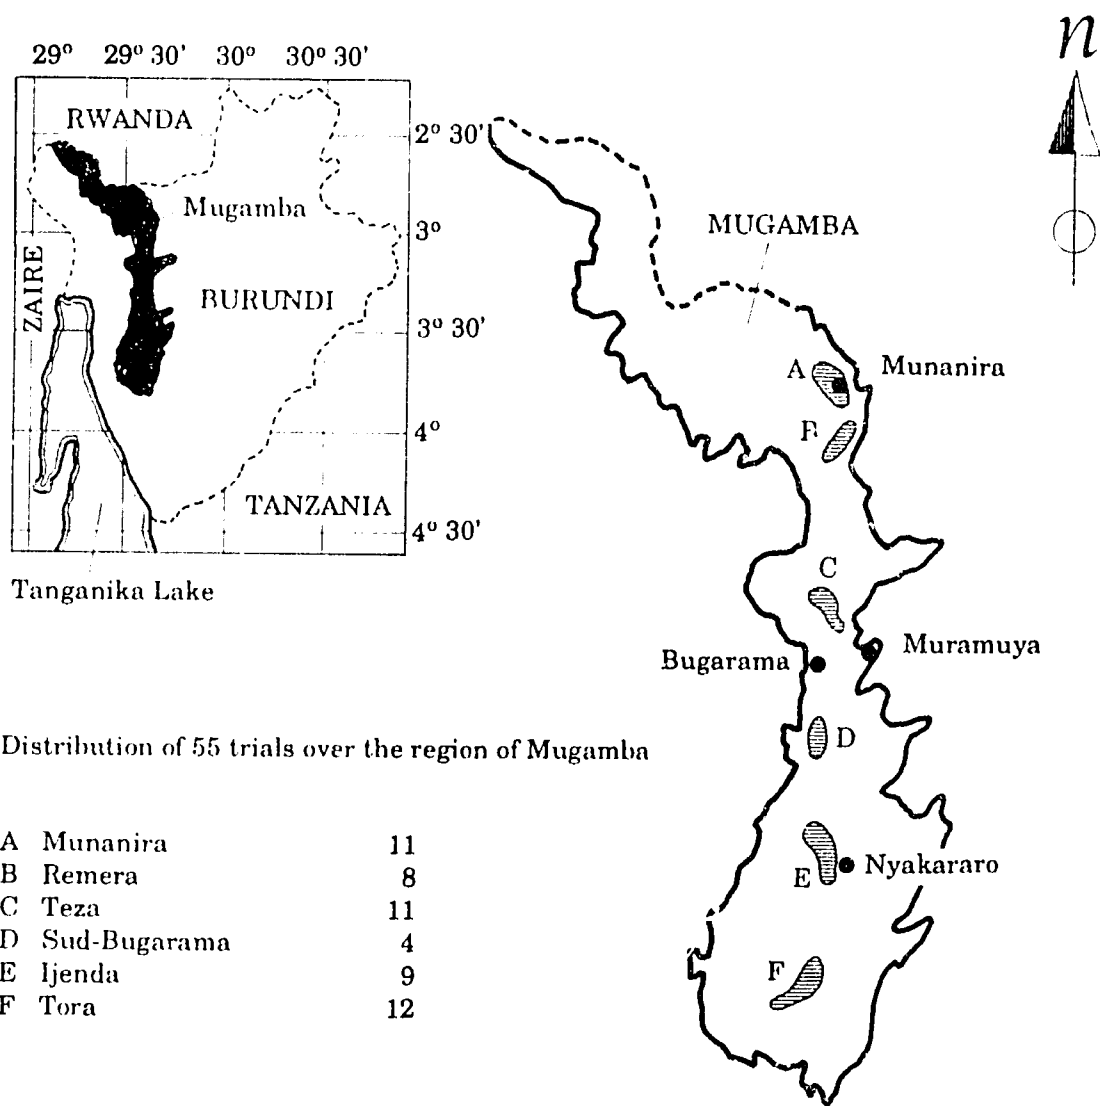 n
29° 29° 30' 30° 30° 30'
RWANDA
2° 30'
Mugamba
3°
ZAIRE
BURUNDI
3° 30'
4°
TANZANIA
4° 30'
Tanganika Lake
MUGAMBA
A
Munanira
B
C
Bugarama
Muramuya
D
E
Nyakararo
F
Distribution of 55 trials over the region of Mugamba
A Munanira 11
B Remera 8
C Teza 11
D Sud-Bugarama 4
E Ijenda 9
F Tora 12